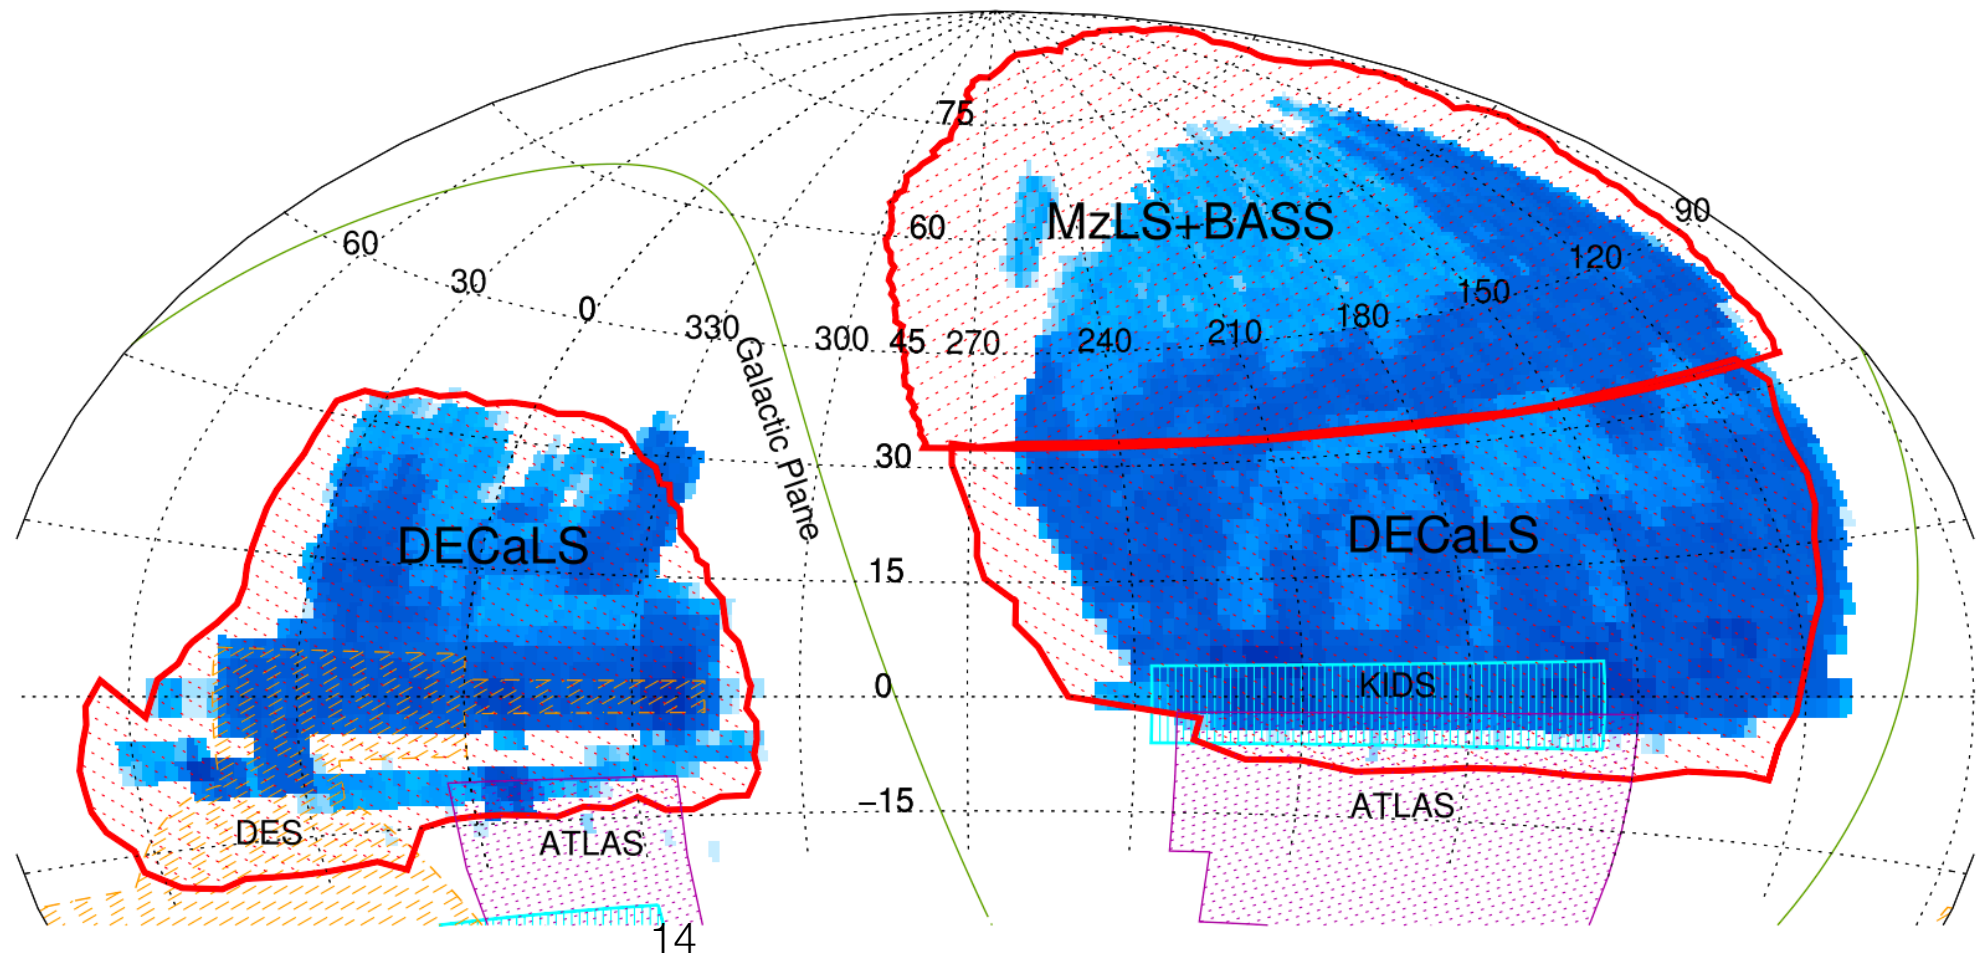 75
90
MzLS+BASS
60
60
120
30
150
0
180
330
300
45
270
240
210
Galactic Plane
30
DECaLS
DECaLS
15
0
KIDS
−15
ATLAS
DES
ATLAS
14